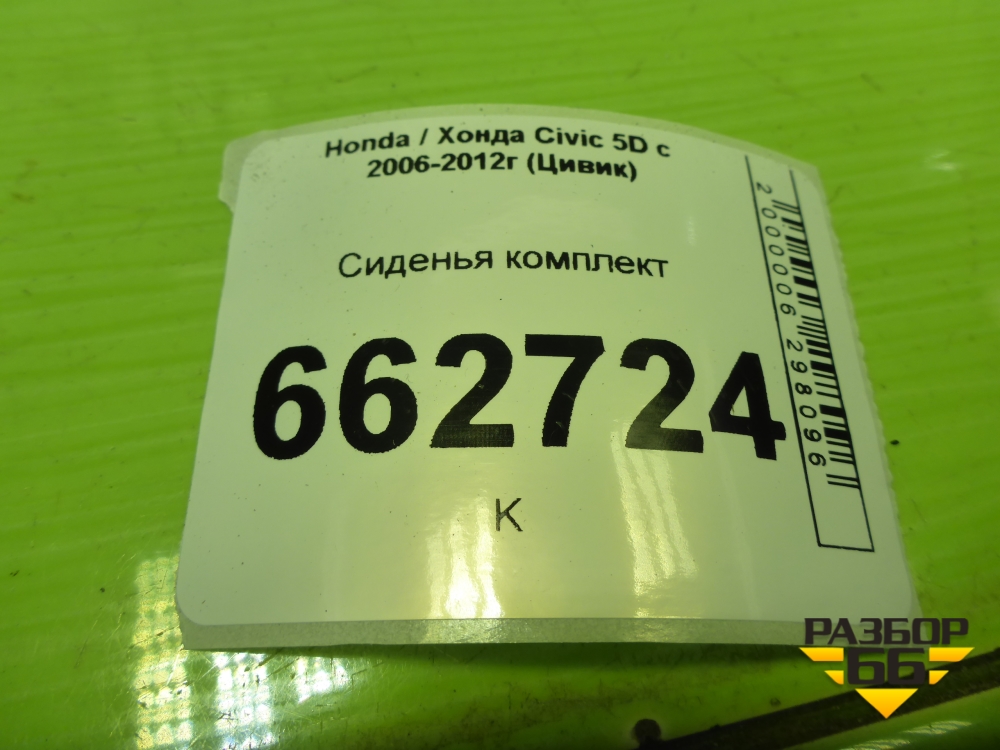 Honda / Хонда Civic 5D с
2006-2012г (Цивик)
Сиденья комплект
662724
К
2000006298096
РАЗБОР
66